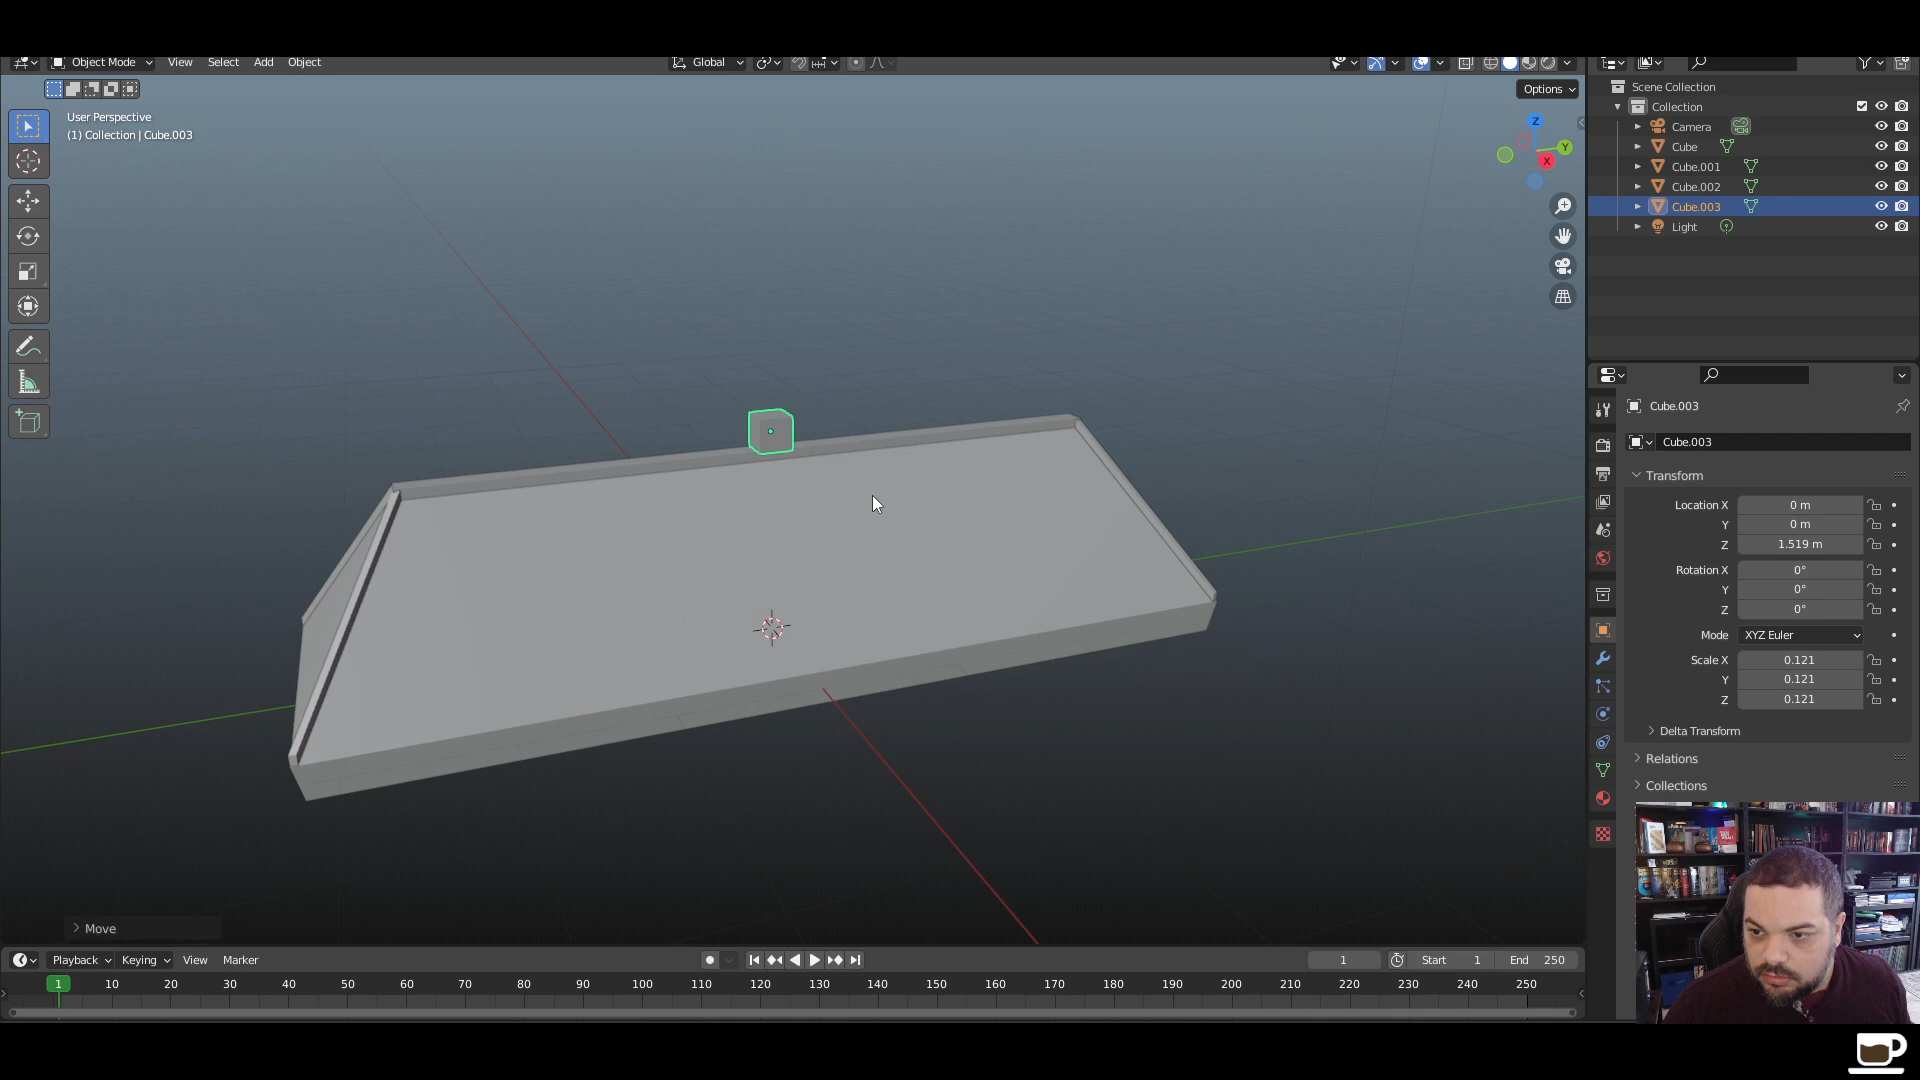 Object Mode View Select Add Object Global
Options
User Perspective
(1) Collection | Cube.003
Z
Y
X
Scene Collection
Collection
Camera
Cube
Cube.001
Cube.002
Cube.003
Light
Cube.003
Cube.003
Transform
Location X 0 m
Y 0 m
Z 1.519 m
Rotation X 0°
Y 0°
Z 0°
Mode XYZ Euler
Scale X 0.121
Y 0.121
Z 0.121
Delta Transform
Relations
Collections
Move
Playback Keying View Marker 1 Start 1 End 250
1 10 20 30 40 50 60 70 80 90 100 110 120 130 140 150 160 170 180 190 200 210 220 230 240 250